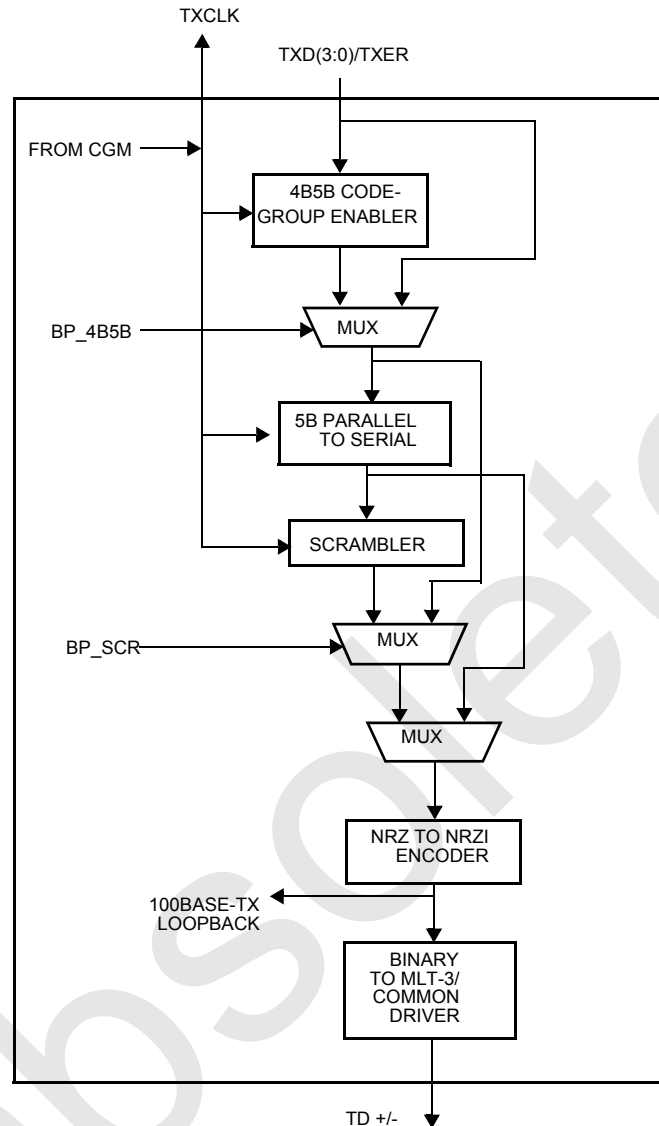 TXCLK
TXD(3:0)/TXER
FROM CGM
4B5B CODE-
GROUP ENABLER
BP_4B5B
MUX
5B PARALLEL
TO SERIAL
SCRAMBLER
BP_SCR
MUX
MUX
NRZ TO NRZI
ENCODER
100BASE-TX
LOOPBACK
BINARY
TO MLT-3/
COMMON
DRIVER
TD +/-
obsolete